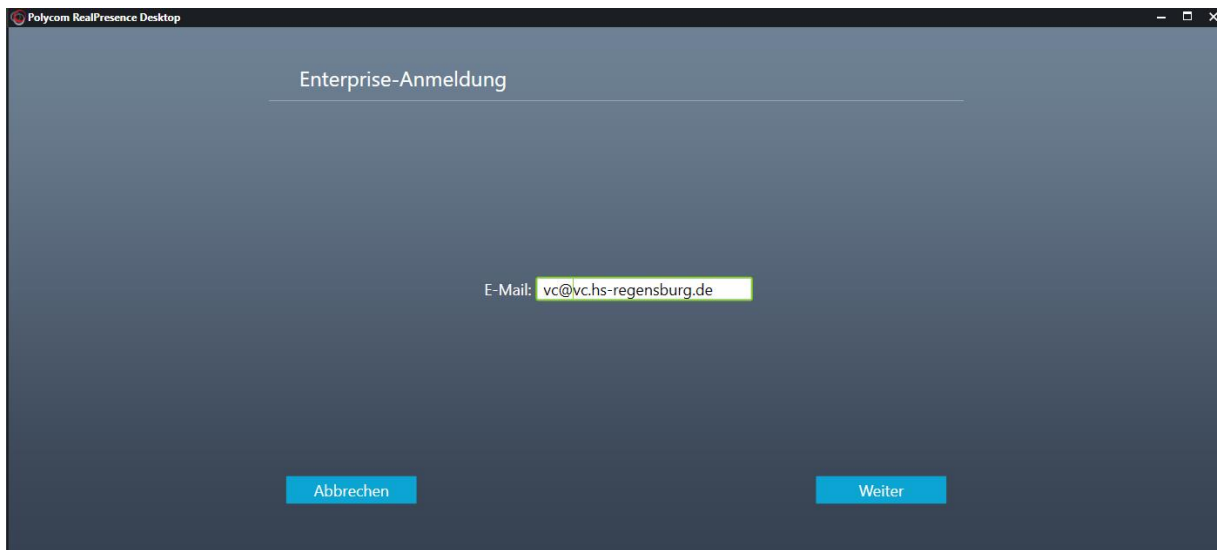 Polycom RealPresence Desktop
Enterprise-Anmeldung
E-Mail: vc@vc.hs-regensburg.de
Abbrechen Weiter